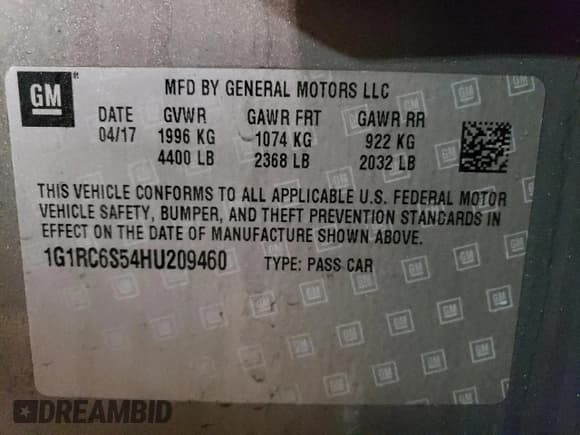 GM
MFD BY GENERAL MOTORS LLC
DATE GVWR GAWR FRT GAWR RR
04/17 1996 KG 1074 KG 922 KG
4400 LB 2368 LB 2032 LB
THIS VEHICLE CONFORMS TO ALL APPLICABLE U.S. FEDERAL MOTOR
VEHICLE SAFETY, BUMPER, AND THEFT PREVENTION STANDARDS IN
EFFECT ON THE DATE OF MANUFACTURE SHOWN ABOVE.
1G1RC6S54HU209460 TYPE: PASS CAR
DREAMBID